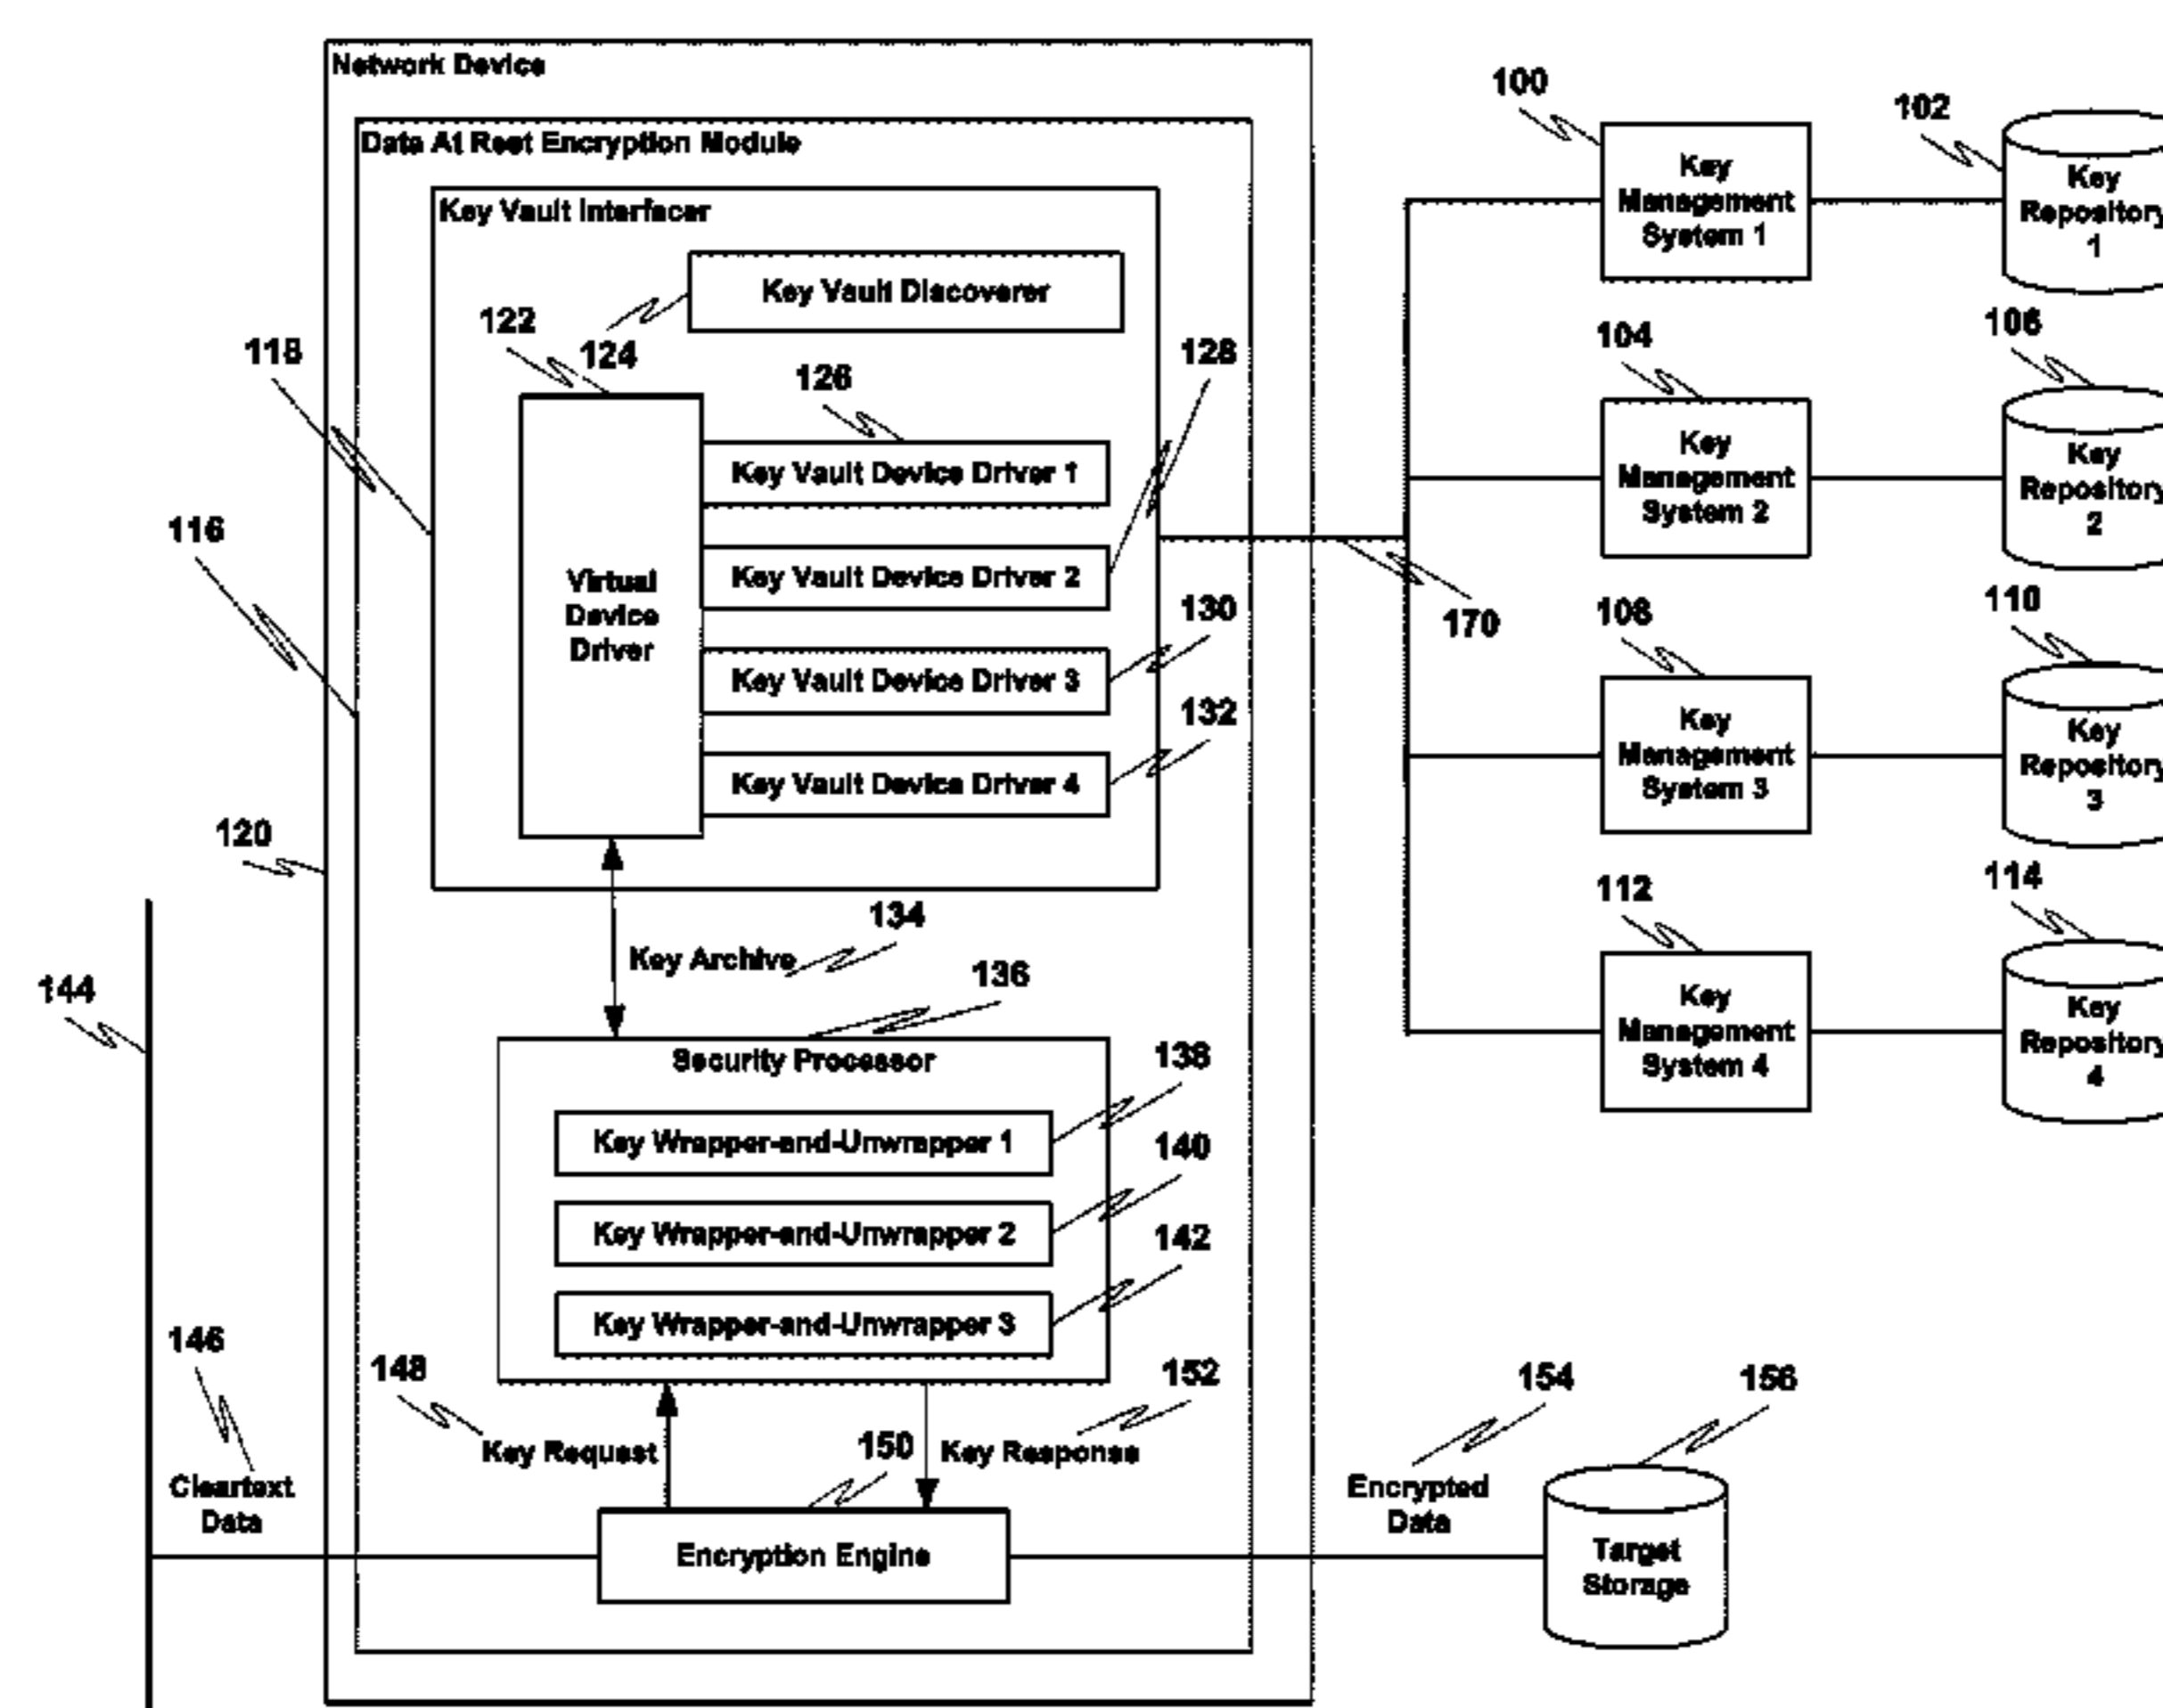 Network Device
Data At Rest Encryption Module
Key Vault Interfacer
Key Vault Discoverer
122
124
118
126
128
Key Vault Device Driver 1
116
Virtual
Device
Driver
Key Vault Device Driver 2
130
Key Vault Device Driver 3
132
Key Vault Device Driver 4
120
134
Key Archive
136
144
Security Processor
138
Key Wrapper-and-Unwrapper 1
140
Key Wrapper-and-Unwrapper 2
142
Key Wrapper-and-Unwrapper 3
146
148
152
Key Request
150
Key Response
Cleartext
Data
Encryption Engine
100
102
Key
Management
System 1
Key
Repository
1
104
106
Key
Management
System 2
Key
Repository
2
170
108
110
Key
Management
System 3
Key
Repository
3
112
114
Key
Management
System 4
Key
Repository
4
154
156
Encrypted
Data
Target
Storage